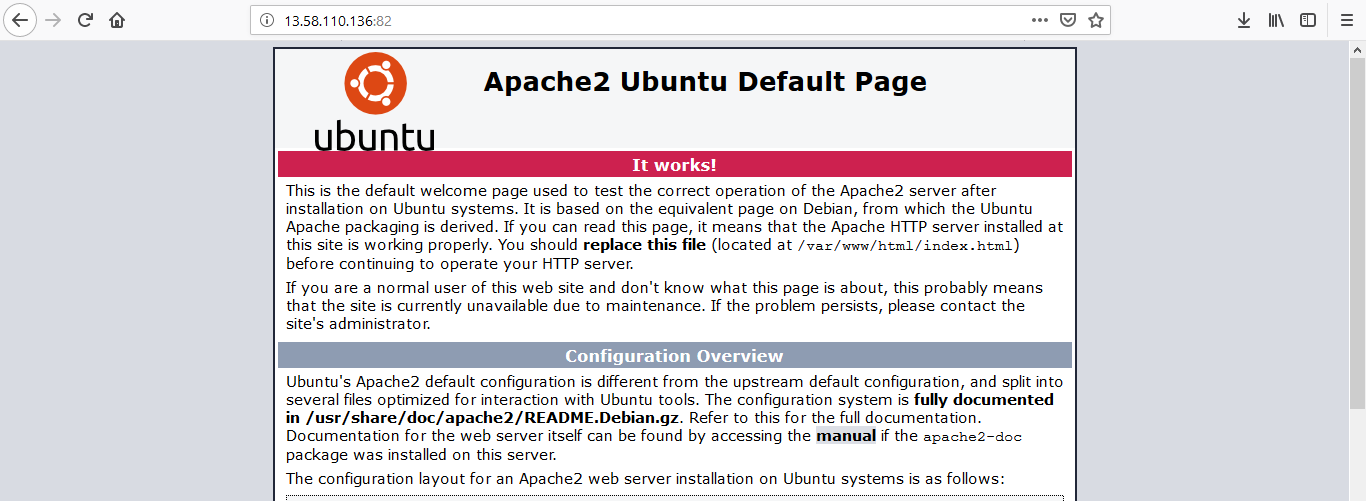 13.58.110.136:82
Apache2 Ubuntu Default Page
ubuntu
It works!
This is the default welcome page used to test the correct operation of the Apache2 server after
installation on Ubuntu systems. It is based on the equivalent page on Debian, from which the Ubuntu
Apache packaging is derived. If you can read this page, it means that the Apache HTTP server installed at
this site is working properly. You should replace this file (located at /var/www/html/index.html)
before continuing to operate your HTTP server.
If you are a normal user of this web site and don't know what this page is about, this probably means
that the site is currently unavailable due to maintenance. If the problem persists, please contact the
site's administrator.
Configuration Overview
Ubuntu's Apache2 default configuration is different from the upstream default configuration, and split into
several files optimized for interaction with Ubuntu tools. The configuration system is fully documented
in /usr/share/doc/apache2/README.Debian.gz. Refer to this for the full documentation.
Documentation for the web server itself can be found by accessing the manual if the apache2-doc
package was installed on this server.
The configuration layout for an Apache2 web server installation on Ubuntu systems is as follows: